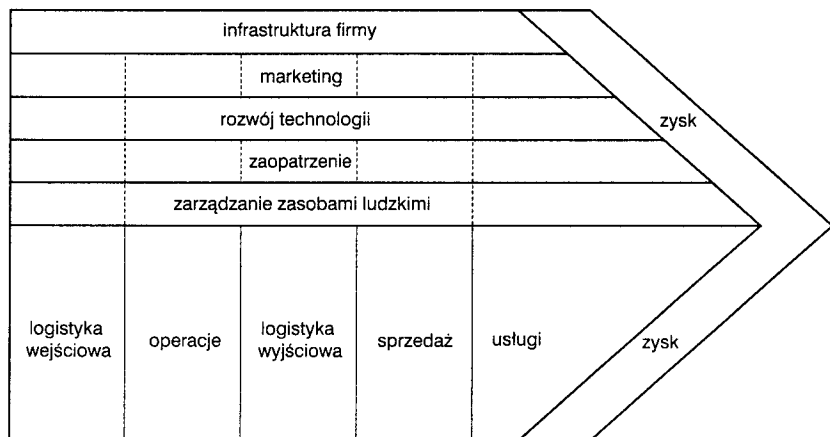 infrastruktura firmy
marketing
rozwój technologii
zysk
zaopatrzenie
zarządzanie zasobami ludzkimi
logistyka
wejściowa
operacje
logistyka
wyjściowa
sprzedaż
usługi
zysk